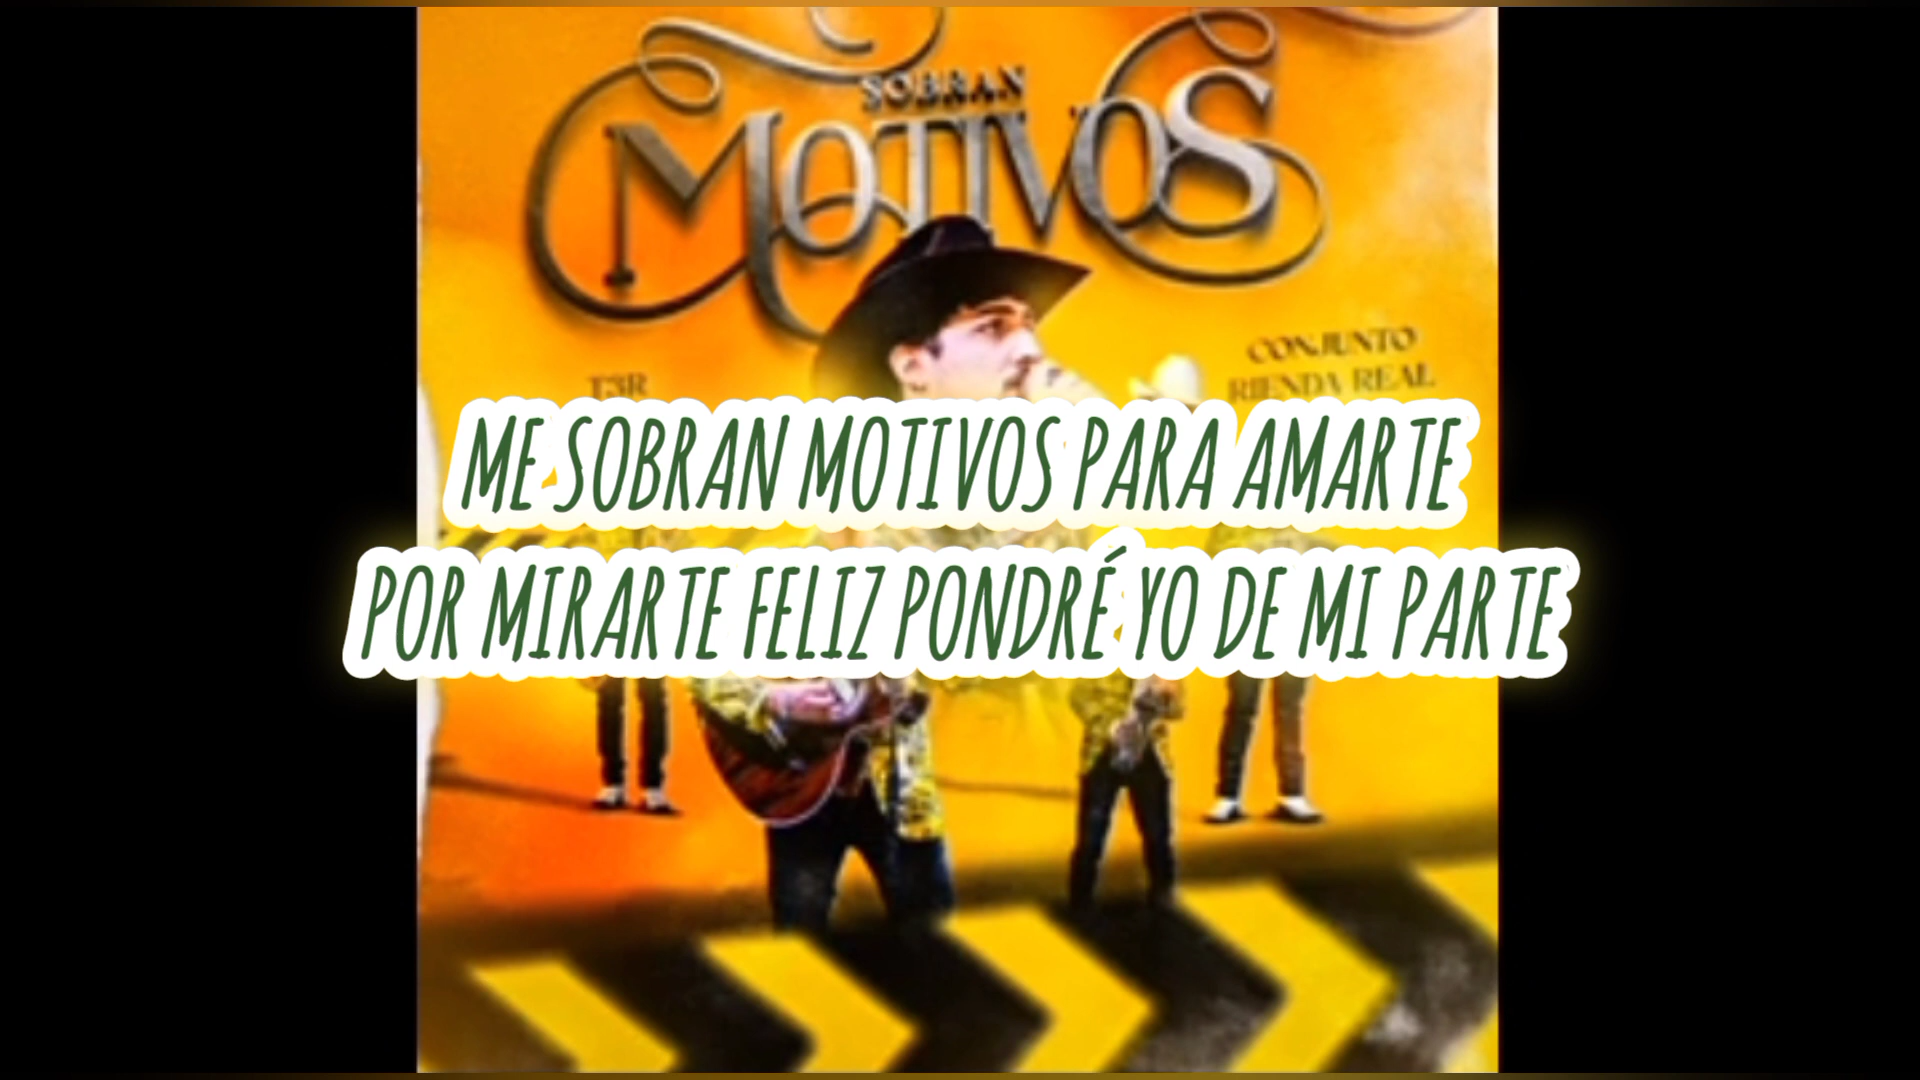 SOBRAN
MOTIVOS
T3R
CONJUNTO
RIENDA REAL
ME SOBRAN MOTIVOS PARA AMARTE
POR MIRARTE FELIZ PONDRÉ YO DE MI PARTE